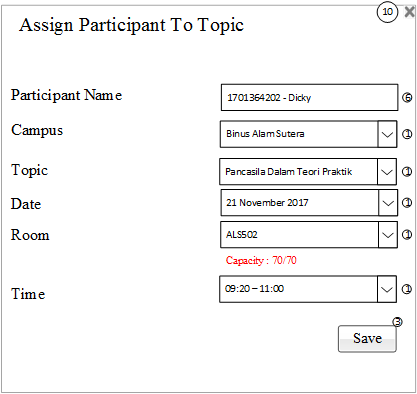 10
Assign Participant To Topic
Participant Name 1701364202 - Dicky 6
Campus Binus Alam Sutera 1
Topic Pancasila Dalam Teori Praktik 1
Date 21 November 2017 1
Room ALS502 1
Capacity : 70/70
Time 09:20 – 11:00 1
3
Save